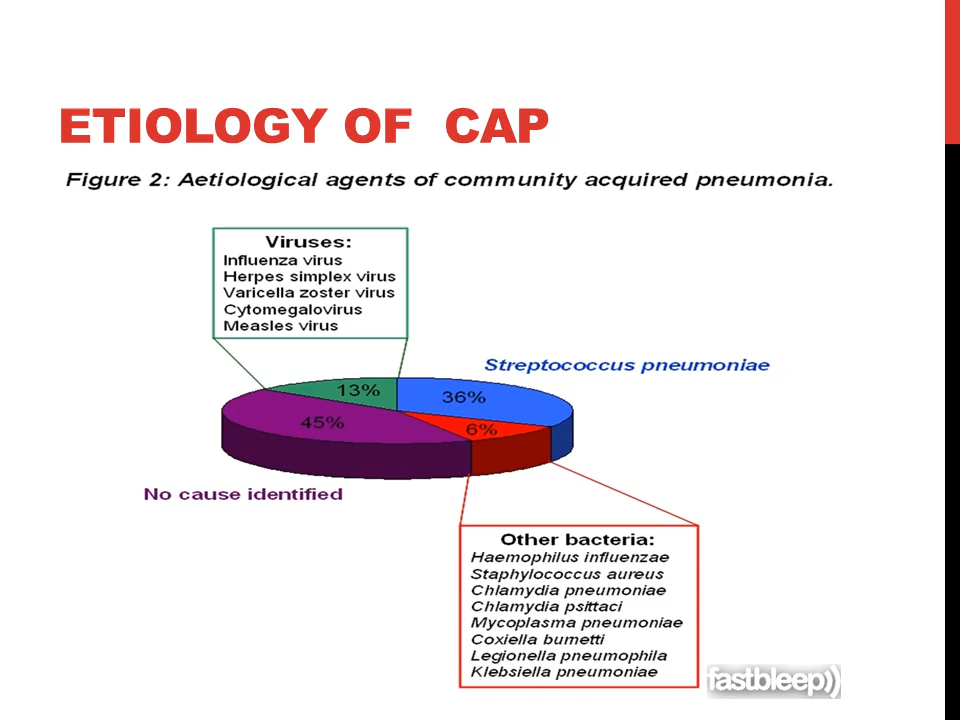 ETIOLOGY OF CAP
Figure 2: Aetiological agents of community acquired pneumonia.
Viruses:
Influenza virus
Herpes simplex virus
Varicella zoster virus
Cytomegalovirus
Measles virus
Streptococcus pneumoniae
13%
36%
45%
6%
No cause identified
Other bacteria:
Haemophilus influenzae
Staphylococcus aureus
Chlamydia pneumoniae
Chlamydia psittaci
Mycoplasma pneumoniae
Coxiella burnetti
Legionella pneumophila
Klebsiella pneumoniae
fastbleep))